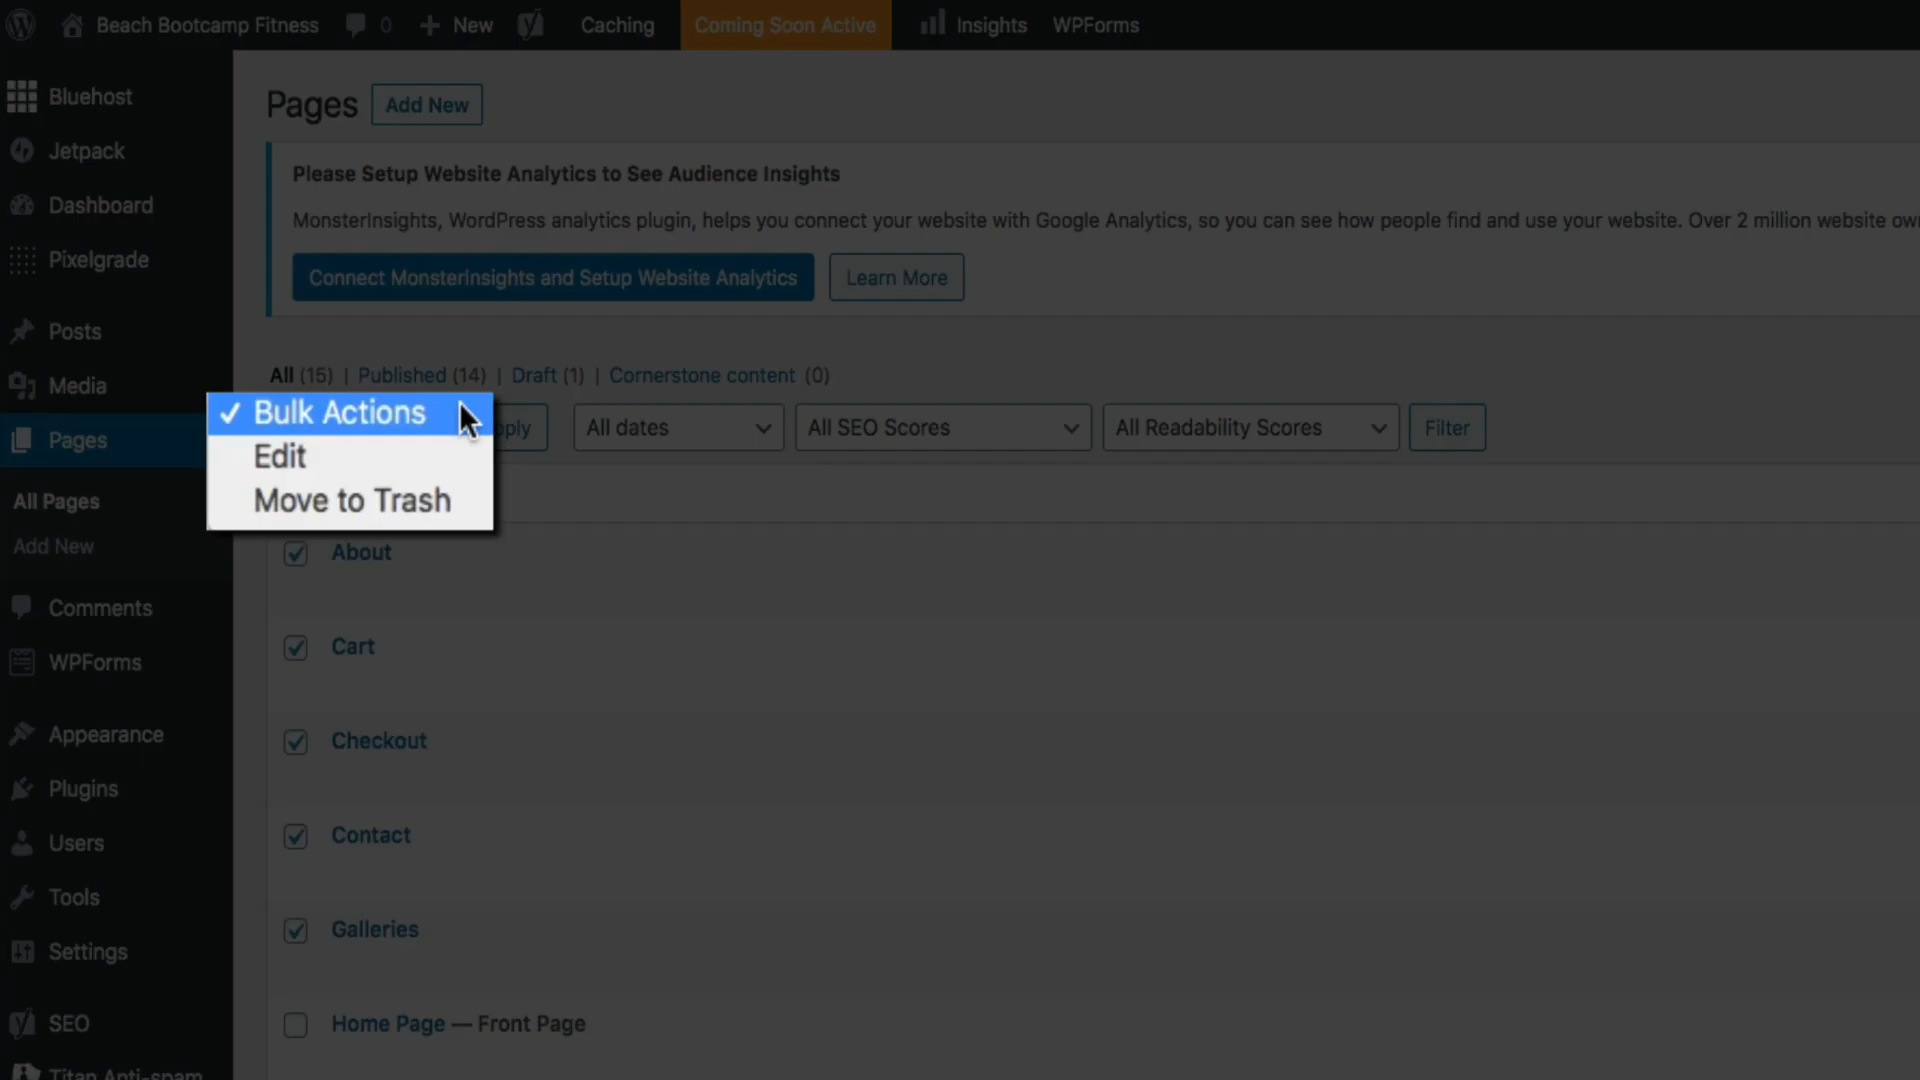 Beach Bootcamp Fitness 0 New Caching Coming Soon Active Insights WPForms
Bluehost
Jetpack
Dashboard
Pixelgrade
Posts
Media
Pages
All Pages
Add New
Comments
WPForms
Appearance
Plugins
Users
Tools
Settings
SEO
Titan Anti-spam
Pages Add New
Please Setup Website Analytics to See Audience Insights
MonsterInsights, WordPress analytics plugin, helps you connect your website with Google Analytics, so you can see how people find and use your website. Over 2 million website
Connect MonsterInsights and Setup Website Analytics Learn More
All (15) | Published (14) | Draft (1) | Cornerstone content (0)
Bulk Actions All dates All SEO Scores All Readability Scores Filter
Edit
Move to Trash
About
Cart
Checkout
Contact
Galleries
Home Page — Front Page